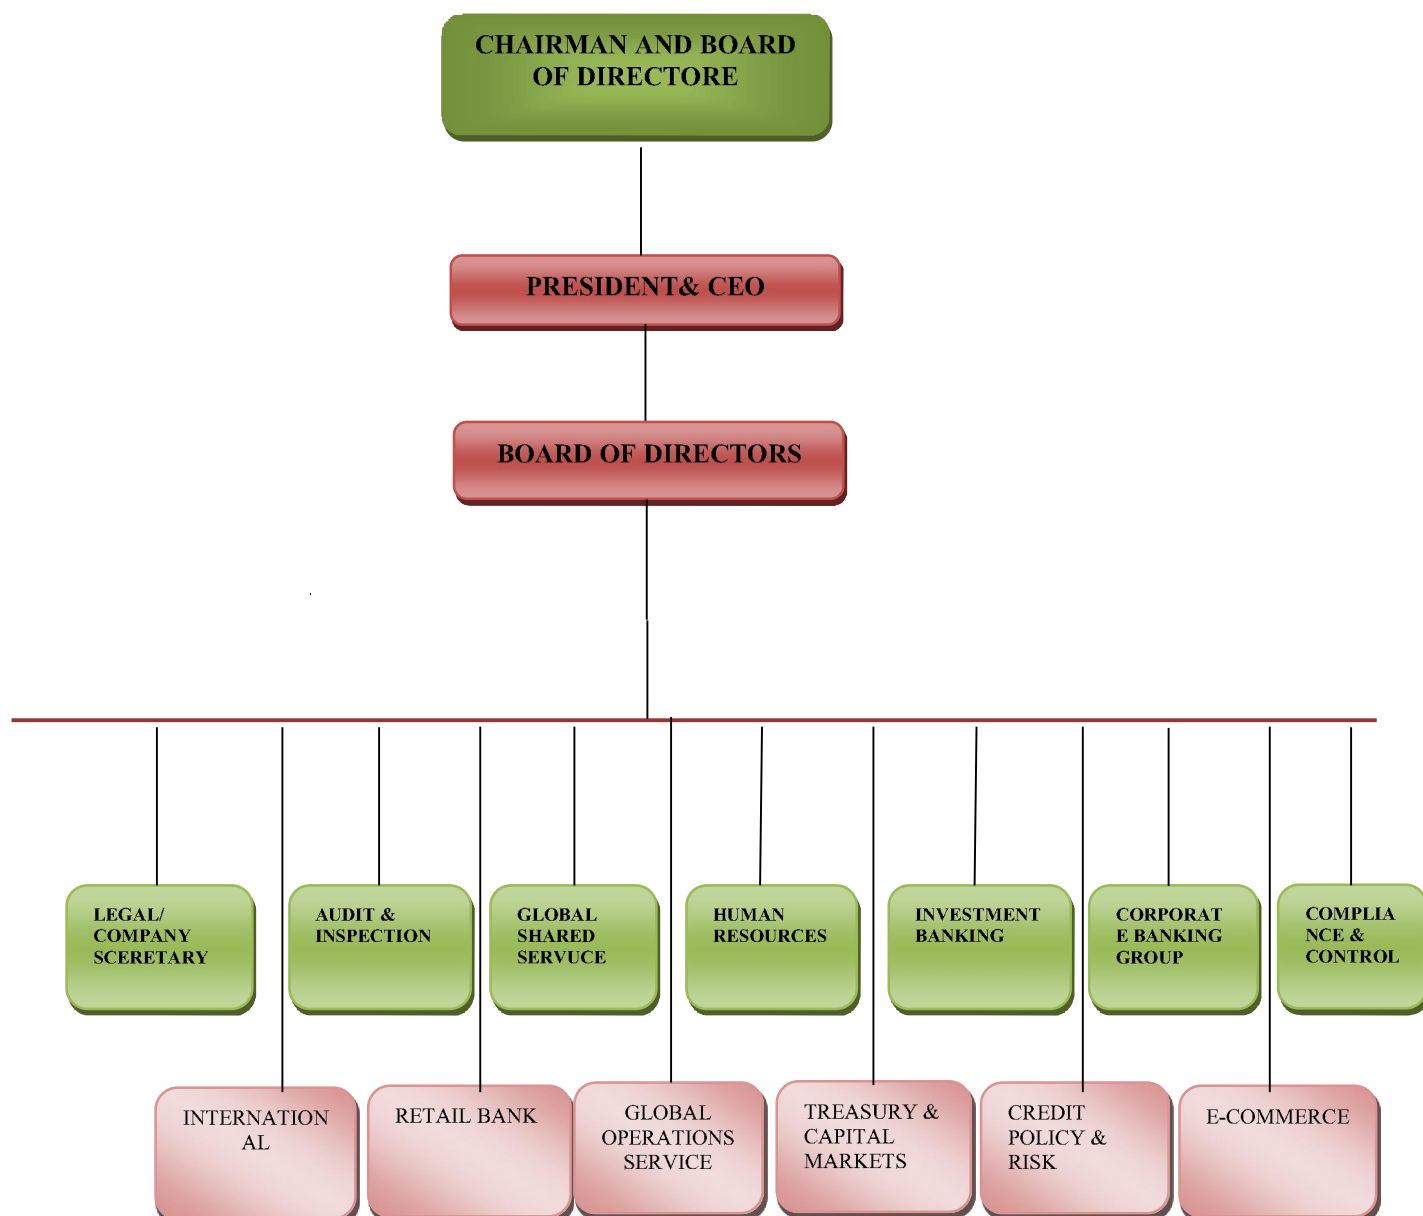 CHAIRMAN AND BOARD
OF DIRECTORE
PRESIDENT& CEO
BOARD OF DIRECTORS
LEGAL/
COMPANY
SCERETARY
AUDIT &
INSPECTION
GLOBAL
SHARED
SERVUCE
HUMAN
RESOURCES
INVESTMENT
BANKING
CORPORAT
E BANKING
GROUP
COMPLIA
NCE &
CONTROL
INTERNATION
AL
RETAIL BANK
GLOBAL
OPERATIONS
SERVICE
TREASURY &
CAPITAL
MARKETS
CREDIT
POLICY &
RISK
E-COMMERCE